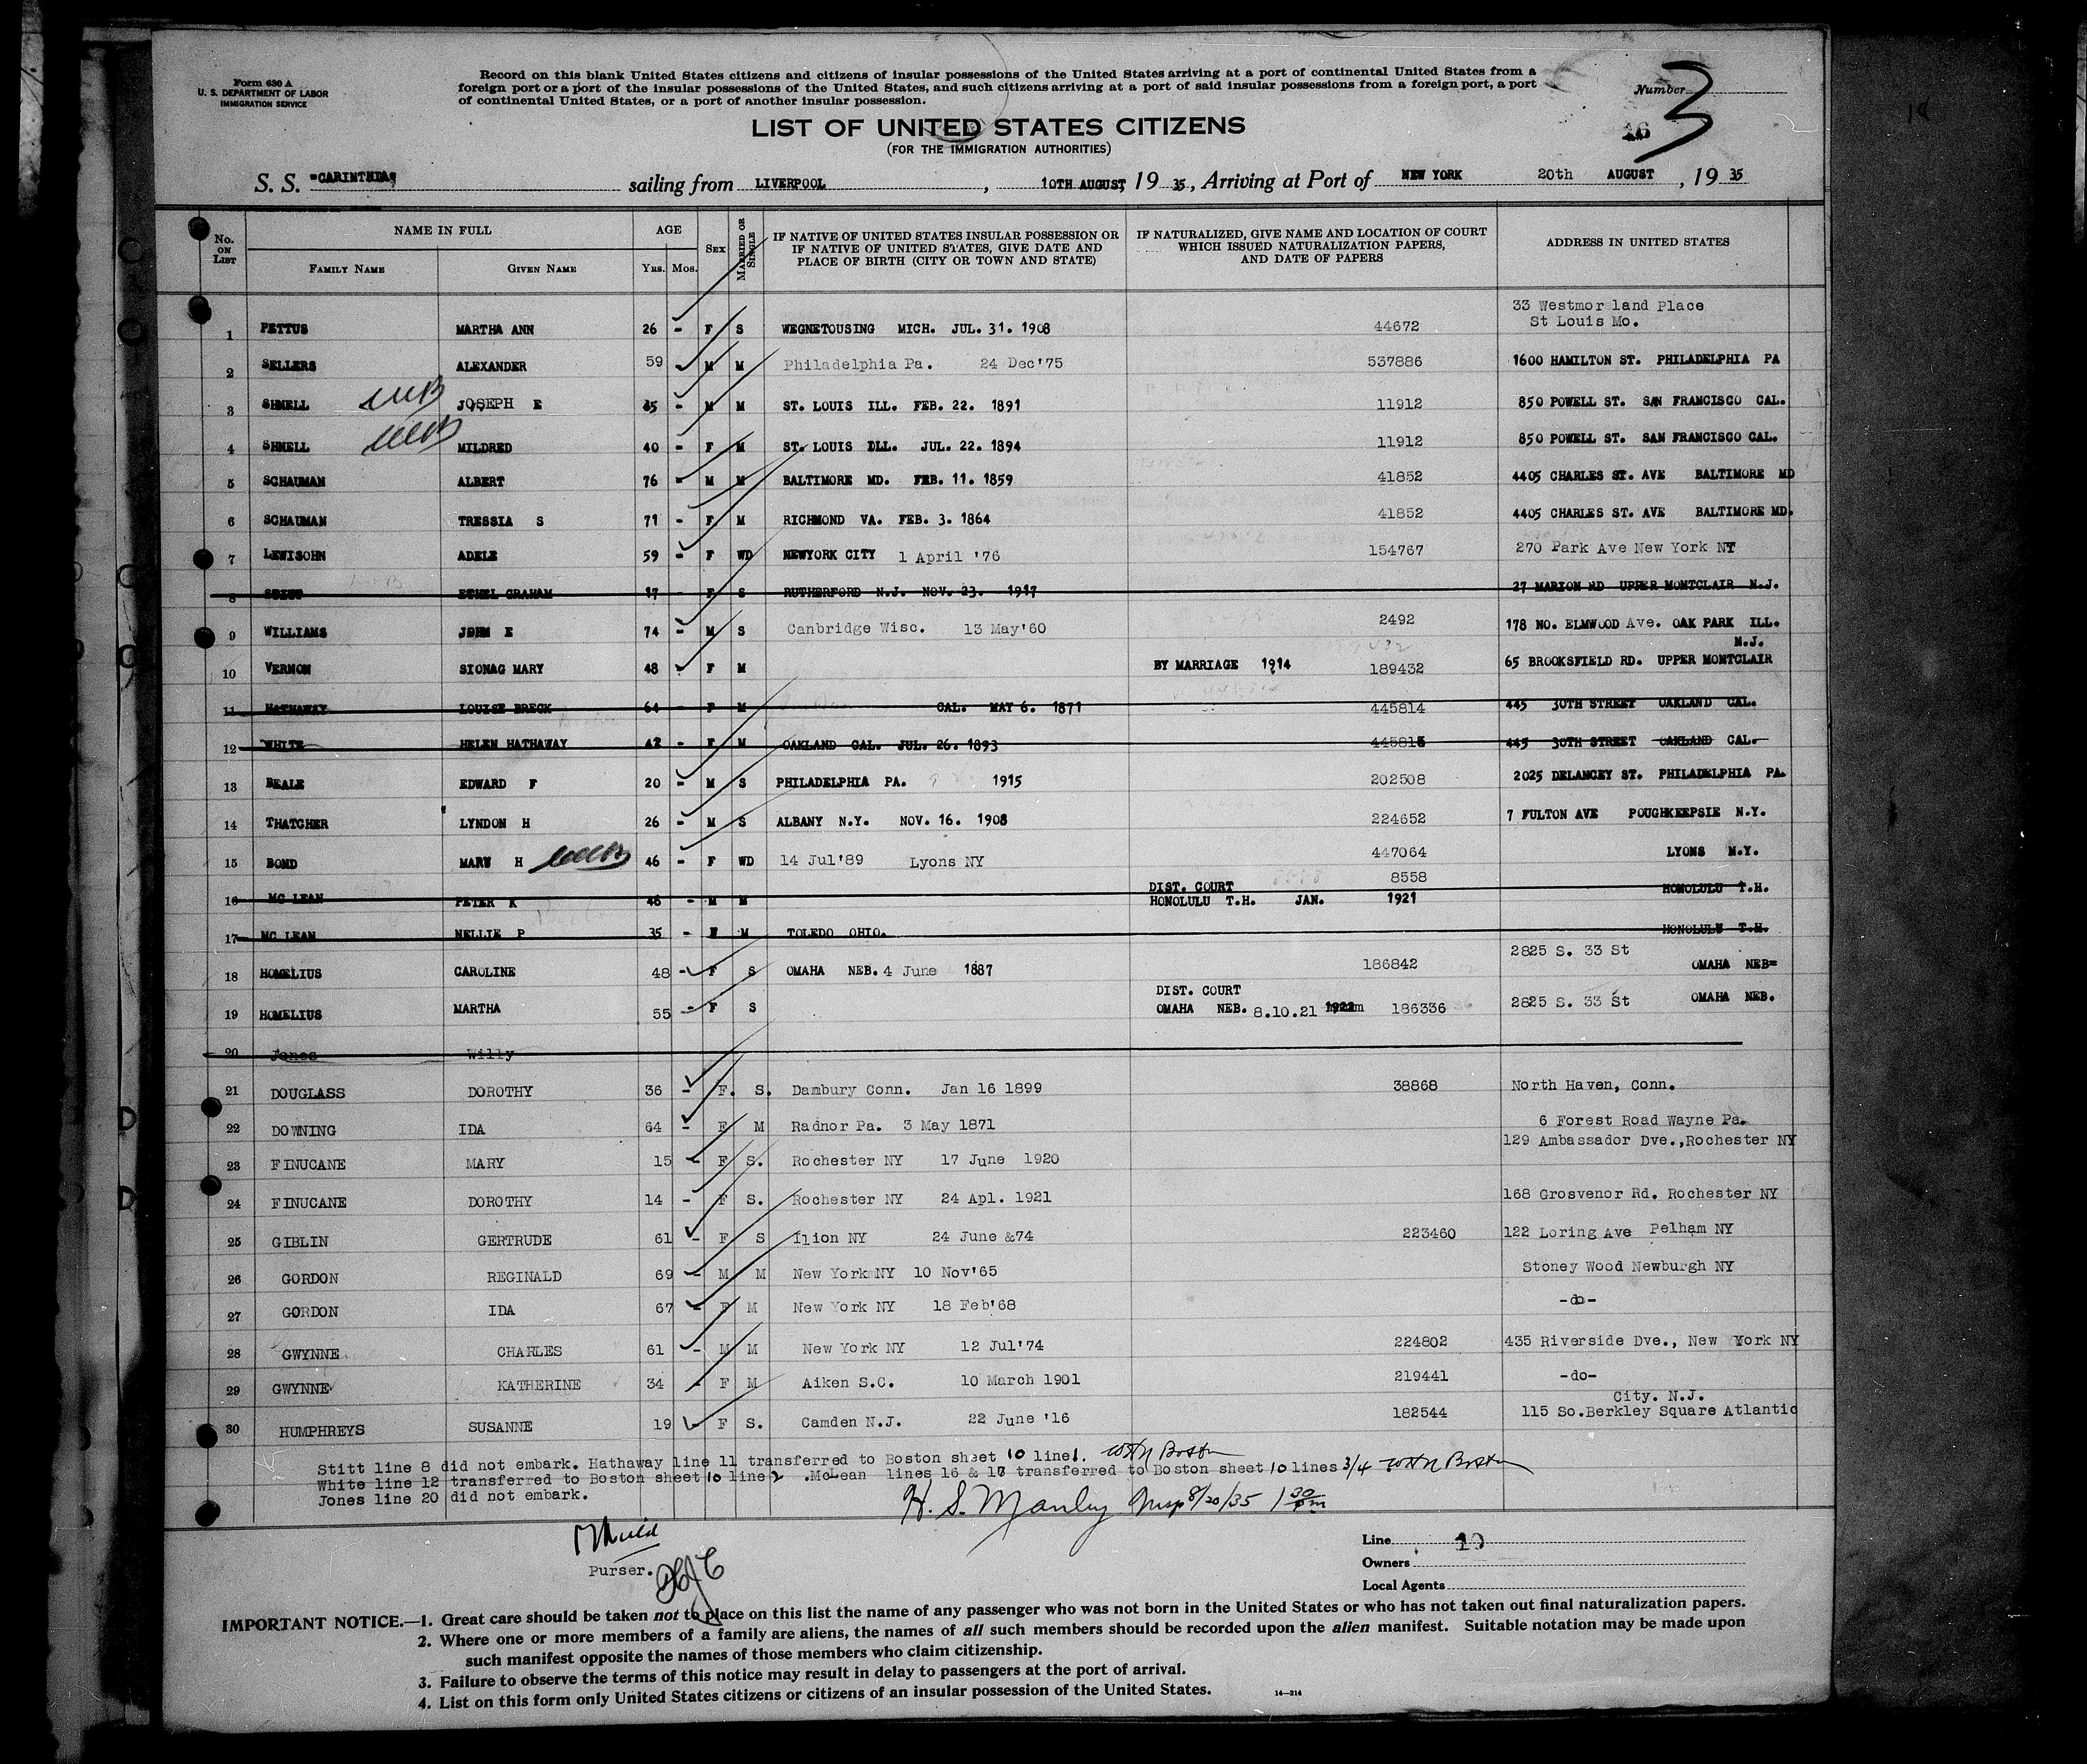 Form 630 A
U. S. DEPARTMENT OF LABOR
IMMIGRATION SERVICE
Record on this blank United States citizens and citizens of insular possessions of the United States arriving at a port of continental United States from a
foreign port or a port of the insular possessions of the United States, and such citizens arriving at a port of said insular possessions from a foreign port, a port
of continental United States, or a port of another insular possession.
Number 3
16
LIST OF UNITED STATES CITIZENS
(FOR THE IMMIGRATION AUTHORITIES)
S. S. "CARINTHIA" sailing from LIVERPOOL , 10TH AUGUST 19 35, Arriving at Port of NEW YORK 20th AUGUST , 19 35
No. ON LIST NAME IN FULL FAMILY NAME GIVEN NAME AGE YRS. MOS. SEX MARRIED OR SINGLE IF NATIVE OF UNITED STATES INSULAR POSSESSION OR IF NATIVE OF UNITED STATES, GIVE DATE AND PLACE OF BIRTH (CITY OR TOWN AND STATE) IF NATURALIZED, GIVE NAME AND LOCATION OF COURT WHICH ISSUED NATURALIZATION PAPERS, AND DATE OF PAPERS ADDRESS IN UNITED STATES
33 Westmor land Place
1 PETTUS MARTHA ANN 26 - F S WEGNETOUSING MICH. JUL. 31. 1908 44672 St Louis Mo.
2 SELLERS ALEXANDER 59 - M M Philadelphia Pa. 24 Dec'75 537886 1600 HAMILTON ST. PHILADELPHIA PA
3 SHMELL JOSEPH E 45 - M M ST. LOUIS ILL. FEB. 22. 1891 11912 850 POWELL ST. SAN FRANCISCO CAL.
4 SHMELL MILDRED 40 - F M ST. LOUIS DLL. JUL. 22. 1894 11912 850 POWELL ST. SAN FRANCISCO CAL.
5 SCHAUMAN ALBERT 76 - M M BALTIMORE MD. FEB. 11. 1859 41852 4405 CHARLES ST. AVE BALTIMORE MD
6 SCHAUMAN TRESSIA S 71 - F M RICHMOND VA. FEB. 3. 1864 41852 4405 CHARLES ST. AVE BALTIMORE MD.
7 LEWISOHN ADELE 59 - F WD NEWYORK CITY 1 April '76 154767 270 Park Ave New York NY
8 STITT ETHEL GRAHAM 17 - F S RUTHERFORD N.J. NOV. 23. 1917 27 MARION RD UPPER MONTCLAIR N.J.
9 WILLIAMS JOHN E 74 - M S Canbridge Wisc. 13 May'60 2492 178 NO. ELMWOOD Ave. OAK PARK ILL.
N.J.
10 VERNON SIONAG MARY 48 F M BY MARRIAGE 1914 189432 65 BROOKSFIELD RD. UPPER MONTCLAIR
11 HATHAWAY LOUISE BRECK 64 - F M CAL. MAY 6. 1871 445814 445 30TH STREET OAKLAND CAL.
12 WHITE HELEN HATHAWAY 42 - F M OAKLAND CAL. JUL. 26. 1893 445815 445 30TH STREET OAKLAND CAL.
13 BEALE EDWARD F 20 - M S PHILADELPHIA PA. 1915 202508 2025 DELANCEY ST. PHILADELPHIA PA.
14 THATCHER LYNDON H 26 - M S ALBANY N.Y. NOV. 16. 1908 224652 7 FULTON AVE POUGHKEEPSIE N.Y.
15 BOND MARY H 46 - F WD 14 Jul'89 Lyons NY 447064 LYONS N.Y.
8558
16 MC LEAN PETER K 46 - M M DIST. COURT HONOLULU T.H. JAN. 1921 HONOLULU T.H.
17 MC LEAN NELLIE P 35 - F M TOLEDO OHIO. HONOLULU T.H.
2825 S. 33 St
18 HOMELIUS CAROLINE 48 - F S OMAHA NEB. 4 June 1887 186842 OMAHA NEB=
DIST. COURT
19 HOMELIUS MARTHA 55 - F S OMAHA NEB. 8.10.21 186336 2825 S. 33 St OMAHA NEB.
20 Jones Willy
21 DOUGLASS DOROTHY 36 - F. S. Dambury Conn. Jan 16 1899 38868 North Haven, Conn.
22 DOWNING IDA 64 - F M Radnor Pa. 3 May 1871 6 Forest Road Wayne Pa.
129 Ambassador Dve.,Rochester NY
23 FINUCANE MARY 15 - F S. Rochester NY 17 June 1920
24 FINUCANE DOROTHY 14 - F S. Rochester NY 24 Apl. 1921 168 Grosvenor Rd. Rochester NY
25 GIBLIN GERTRUDE 61 - F S Ilion NY 24 June &74 223460 122 Loring Ave Pelham NY
26 GORDON REGINALD 69 - M M New York NY 10 Nov'65 Stoney Wood Newburgh NY
27 GORDON IDA 67 - F M New York NY 18 Feb'68 -do-
28 GWYNNE CHARLES 61 - M M New York NY 12 Jul'74 224802 435 Riverside Dve., New York NY
29 GWYNNE KATHERINE 34 - F M Aiken S.C. 10 March 1901 219441 -do-
City. N.J.
30 HUMPHREYS SUSANNE 19 - F S. Camden N.J. 22 June '16 182544 115 So.Berkley Square Atlantic
Stitt line 8 did not embark. Hathaway line 11 transferred to Boston sheet 10 line1. Boston
White line 12 transferred to Boston sheet 10 line 2 .McLean lines 16 & 17 transferred to Boston sheet 10 lines 3/4 Boston
Jones line 20 did not embark.
H. S. Manley Insp 8/20/35 1 30 pm
Purser.
Line 10
Owners
Local Agents
IMPORTANT NOTICE.—1. Great care should be taken not to place on this list the name of any passenger who was not born in the United States or who has not taken out final naturalization papers.
2. Where one or more members of a family are aliens, the names of all such members should be recorded upon the alien manifest. Suitable notation may be made upon
such manifest opposite the names of those members who claim citizenship.
3. Failure to observe the terms of this notice may result in delay to passengers at the port of arrival.
4. List on this form only United States citizens or citizens of an insular possession of the United States.
14—214